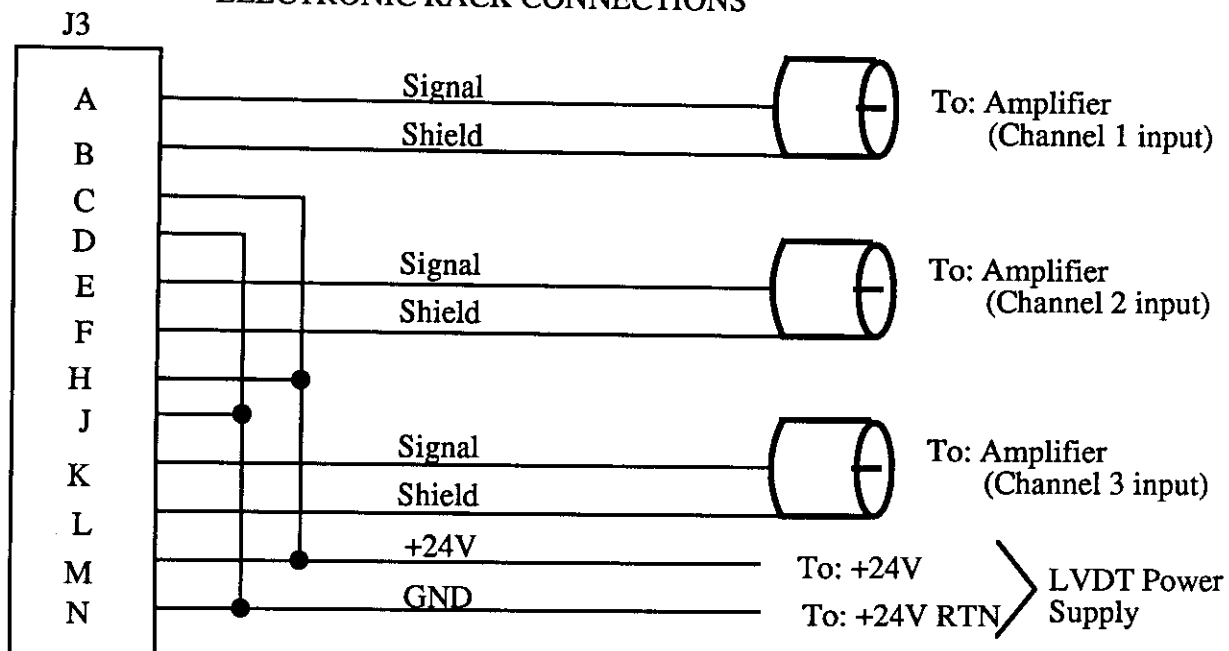 ELECTRONIC RACK CONNECTIONS
J3
A
Signal
To: Amplifier
(Channel 1 input)
B
Shield
C
D
E
Signal
To: Amplifier
(Channel 2 input)
F
Shield
H
J
K
Signal
To: Amplifier
(Channel 3 input)
L
Shield
M
+24V
To: +24V
LVDT Power
Supply
N
GND
To: +24V RTN